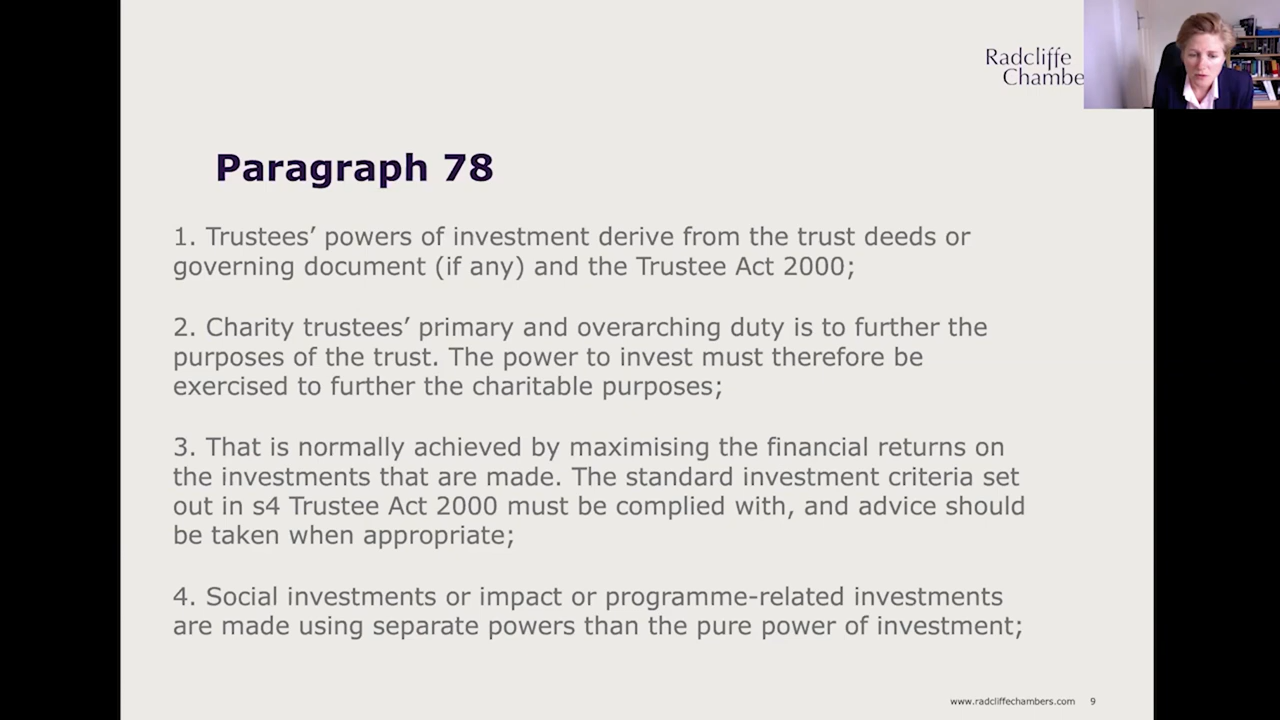 Radcliffe
Chambe
Paragraph 78
1. Trustees’ powers of investment derive from the trust deeds or
governing document (if any) and the Trustee Act 2000;
2. Charity trustees’ primary and overarching duty is to further the
purposes of the trust. The power to invest must therefore be
exercised to further the charitable purposes;
3. That is normally achieved by maximising the financial returns on
the investments that are made. The standard investment criteria set
out in s4 Trustee Act 2000 must be complied with, and advice should
be taken when appropriate;
4. Social investments or impact or programme-related investments
are made using separate powers than the pure power of investment;
www.radcliffechambers.com 9